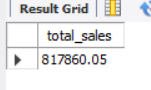 Result Grid
total_sales
817860.05